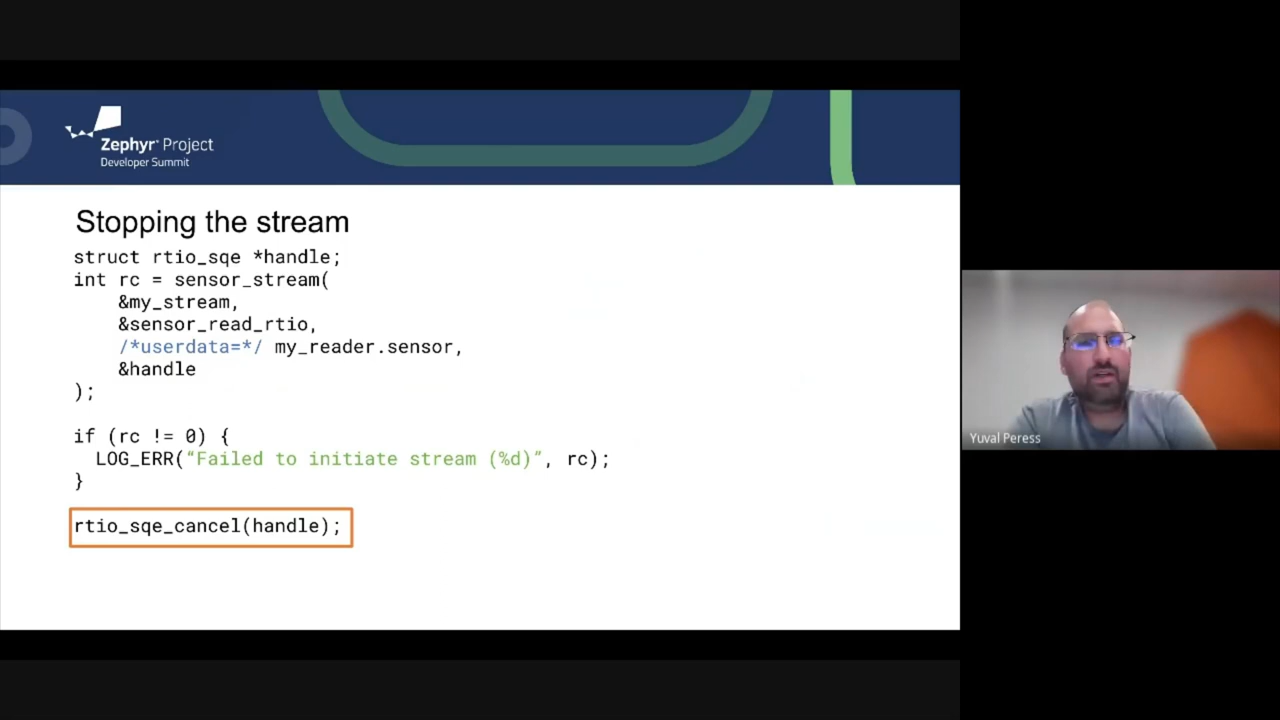 Zephyr® Project
Developer Summit
Stopping the stream
struct rtio_sqe *handle;
int rc = sensor_stream(
    &my_stream,
    &sensor_read_rtio,
    /*userdata=*/ my_reader.sensor,
    &handle
);
if (rc != 0) {
  LOG_ERR(“Failed to initiate stream (%d)”, rc);
}
rtio_sqe_cancel(handle);
Yuval Peress